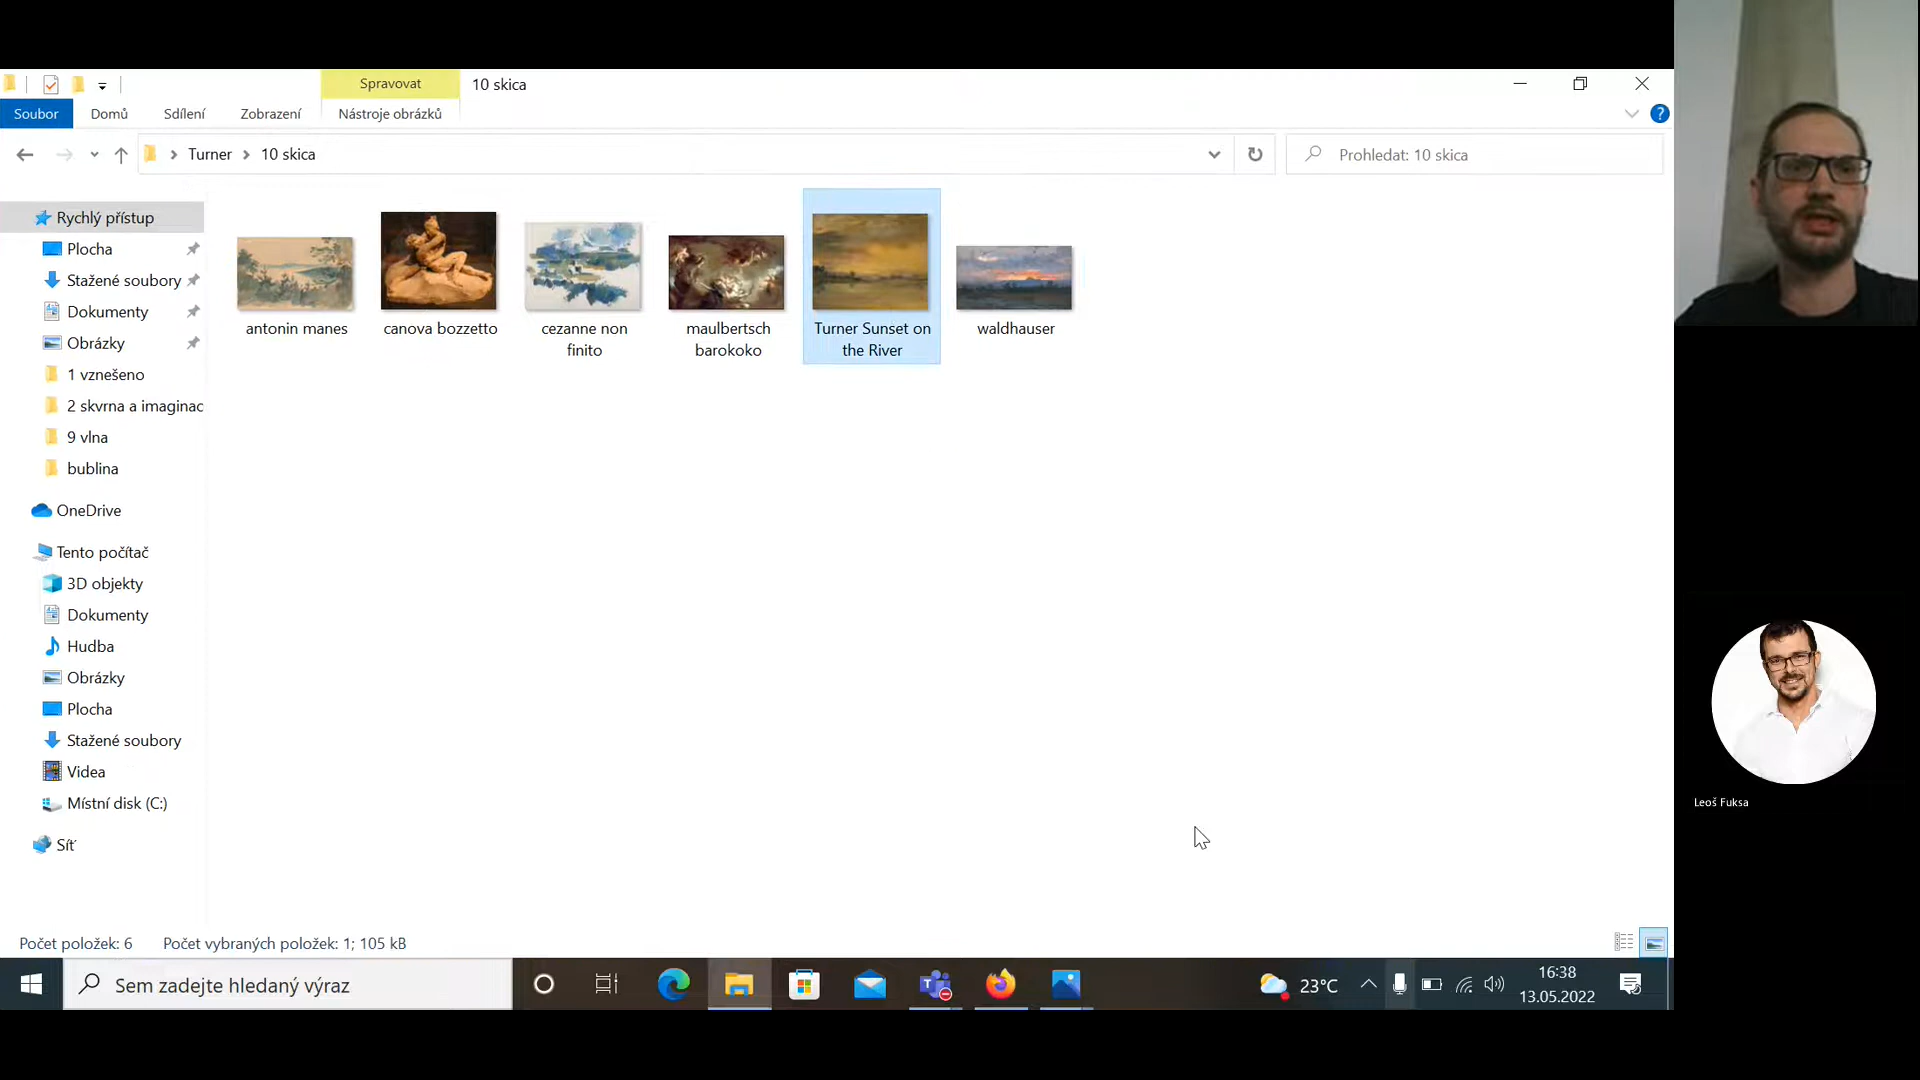 Spravovat
10 skica
Soubor
Domů
Sdílení
Zobrazení
Nástroje obrázků
Turner
10 skica
Prohledat: 10 skica
Rychlý přístup
Plocha
Stažené soubory
Dokumenty
Obrázky
1 vznešeno
2 skvrna a imaginac
9 vlna
bublina
OneDrive
Tento počítač
3D objekty
Dokumenty
Hudba
Obrázky
Plocha
Stažené soubory
Videa
Místní disk (C:)
Síť
antonin manes
canova bozzetto
cezanne non
finito
maulbertsch
barokoko
Turner Sunset on
the River
waldhauser
Leoš Fuksa
Počet položek: 6
Počet vybraných položek: 1; 105 kB
Sem zadejte hledaný výraz
23°C
16:38
13.05.2022